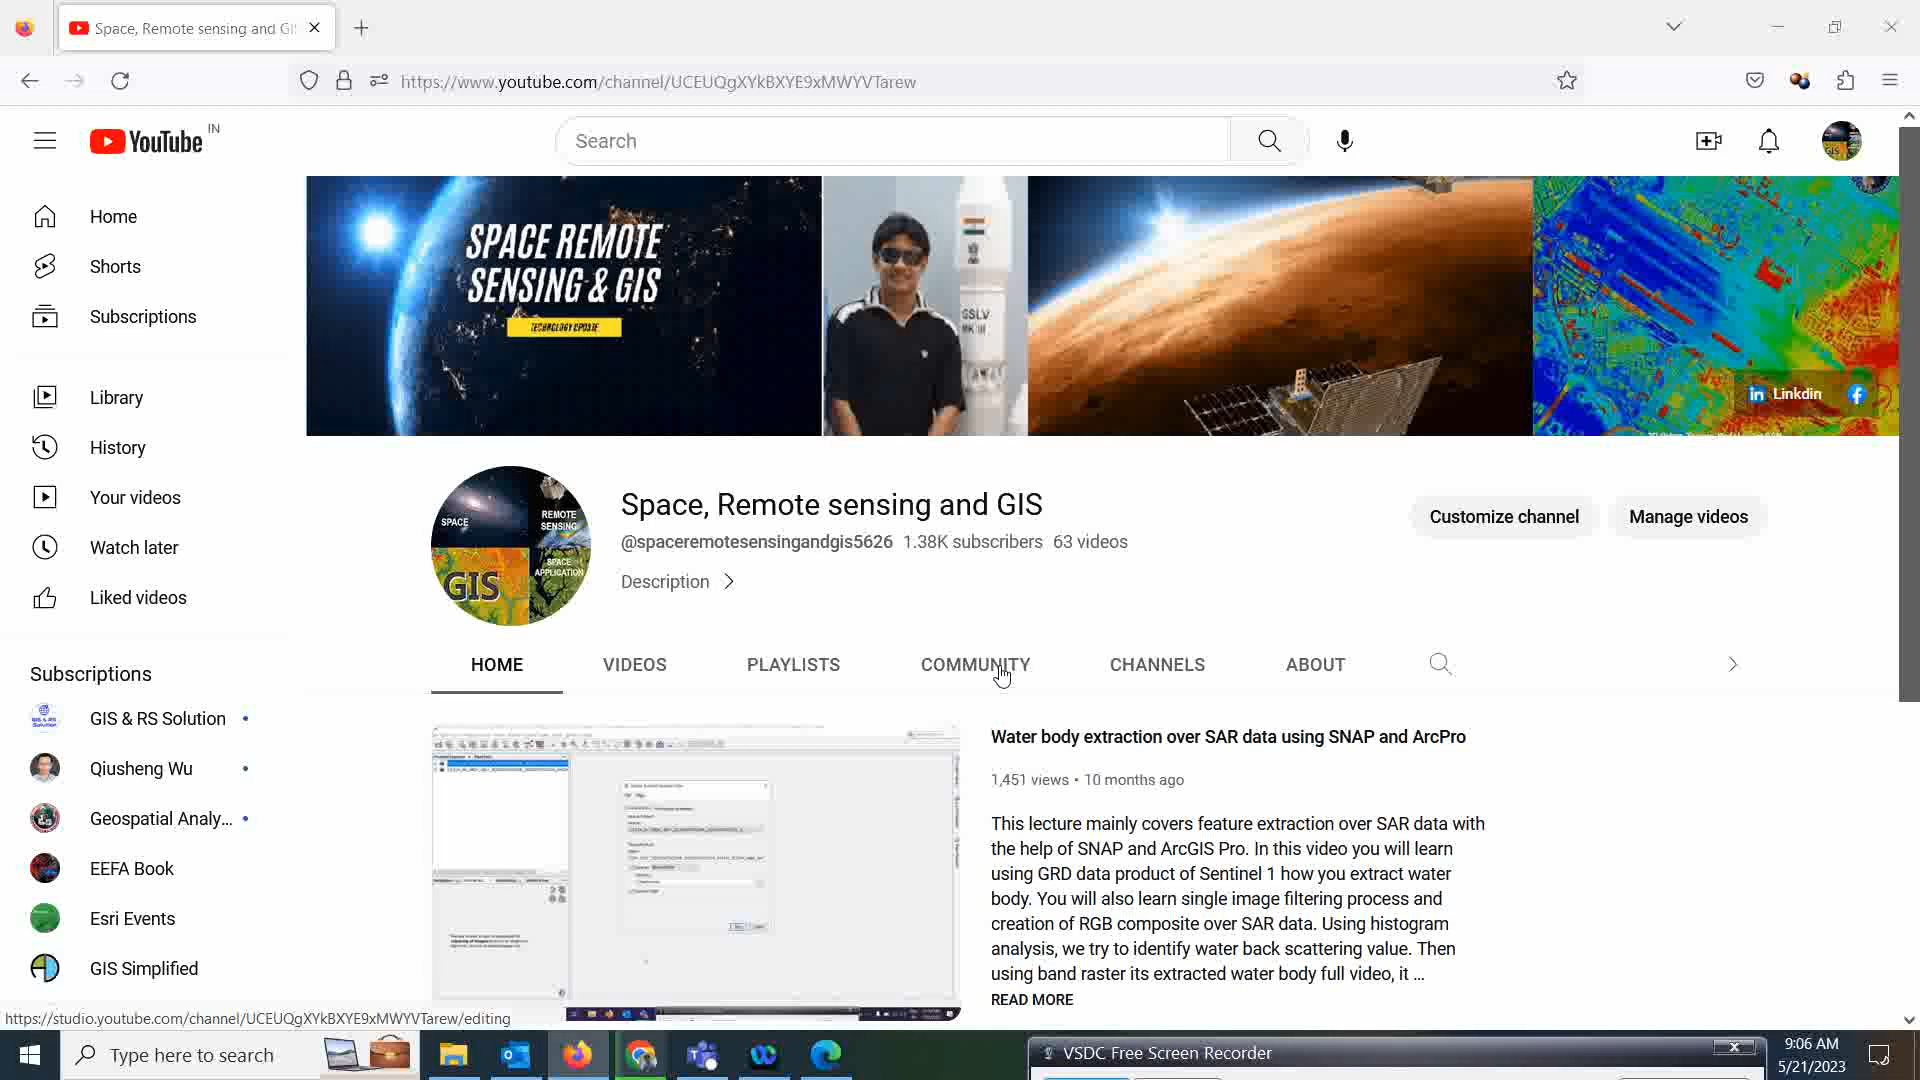 Space, Remote sensing and GIS
https://www.youtube.com/channel/UCEUQgXYkBXYE9xMWYVTarew
YouTube IN
Search
Home
Shorts
Subscriptions
Library
History
Your videos
Watch later
Liked videos
Subscriptions
GIS & RS Solution
Qiusheng Wu
Geospatial Analy...
EEFA Book
Esri Events
GIS Simplified
SPACE REMOTE
SENSING & GIS
TECHNOLOGY UPDATE
GSLV
MK III
Linkdin
SPACE
REMOTE
SENSING
GIS
SPACE
APPLICATION
Space, Remote sensing and GIS
@spaceremotesensingandgis5626 1.38K subscribers 63 videos
Description
Customize channel
Manage videos
HOME
VIDEOS
PLAYLISTS
COMMUNITY
CHANNELS
ABOUT
Water body extraction over SAR data using SNAP and ArcPro
1,451 views • 10 months ago
This lecture mainly covers feature extraction over SAR data with
the help of SNAP and ArcGIS Pro. In this video you will learn
using GRD data product of Sentinel 1 how you extract water
body. You will also learn single image filtering process and
creation of RGB composite over SAR data. Using histogram
analysis, we try to identify water back scattering value. Then
using band raster its extracted water body full video, it ...
READ MORE
https://studio.youtube.com/channel/UCEUQgXYkBXYE9xMWYVTarew/editing
Type here to search
VSDC Free Screen Recorder
9:06 AM
5/21/2023